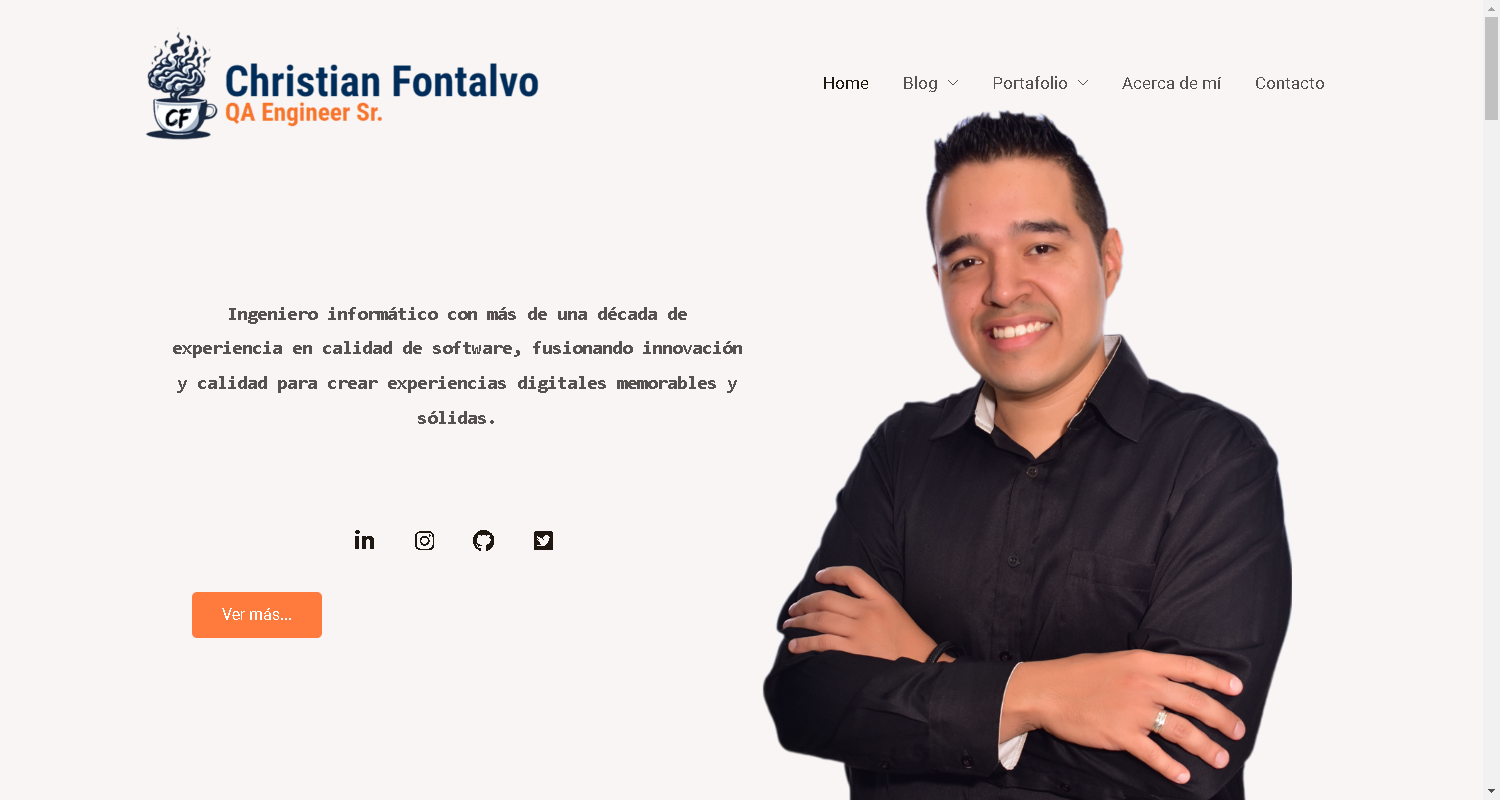 CF
Christian Fontalvo
QA Engineer Sr.
Home
Blog
Portafolio
Acerca de mí
Contacto
Ingeniero informático con más de una década de
experiencia en calidad de software, fusionando innovación
y calidad para crear experiencias digitales memorables y
sólidas.
in
Ver más...